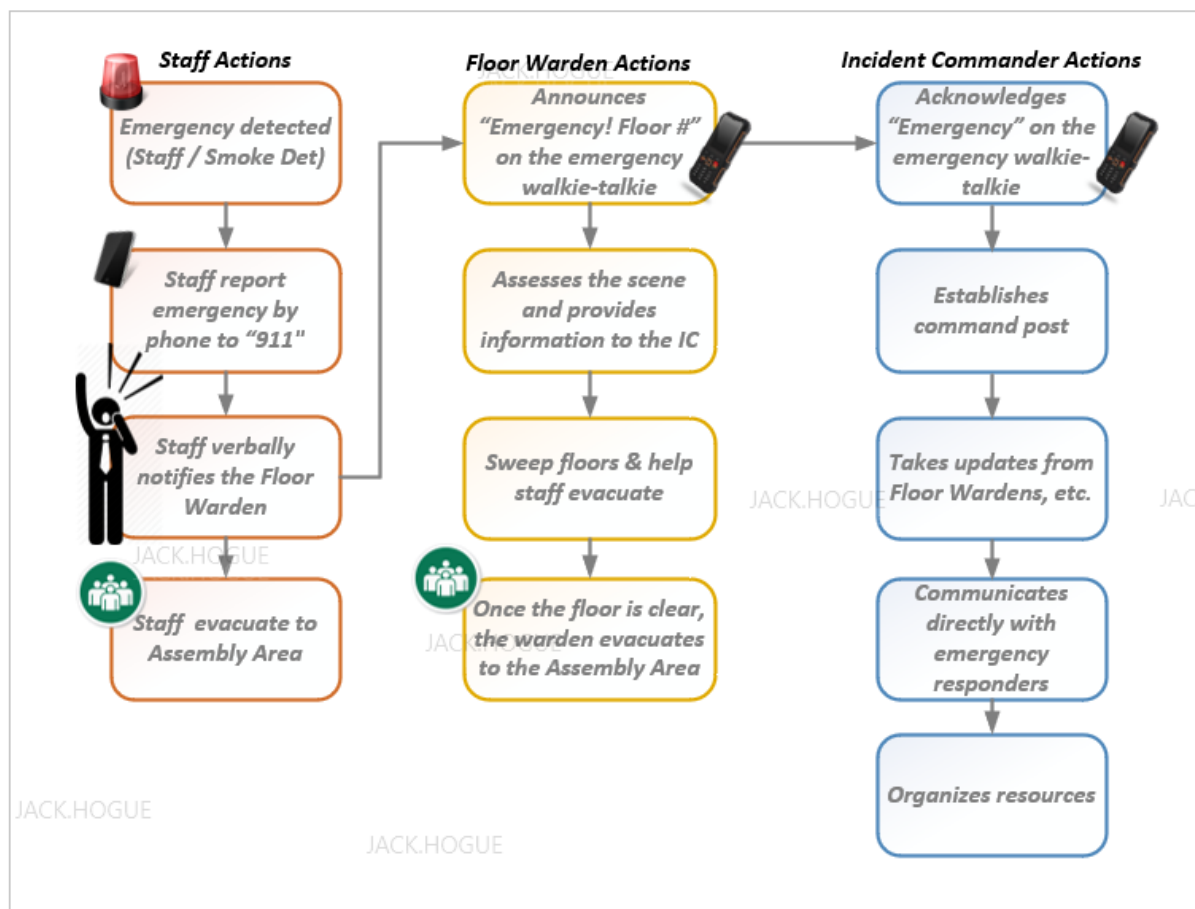 Staff Actions
Emergency detected
(Staff / Smoke Det)
Staff report
emergency by
phone to “911"
Staff verbally
notifies the Floor
Warden
Staff evacuate to
Assembly Area
Floor Warden Actions
Announces
“Emergency! Floor #”
on the emergency
walkie-talkie
Assesses the scene
and provides
information to the IC
Sweep floors & help
staff evacuate
Once the floor is clear,
the warden evacuates
to the Assembly Area
Incident Commander Actions
Acknowledges
“Emergency” on the
emergency walkie-
talkie
Establishes
command post
Takes updates from
Floor Wardens, etc.
Communicates
directly with
emergency
responders
Organizes resources
JACK.HOGUE
JACK.HOGUE
JACK.HOGUE
JACK.HOGUE
JACK.HOGUE
JACK.HOGUE
JACK